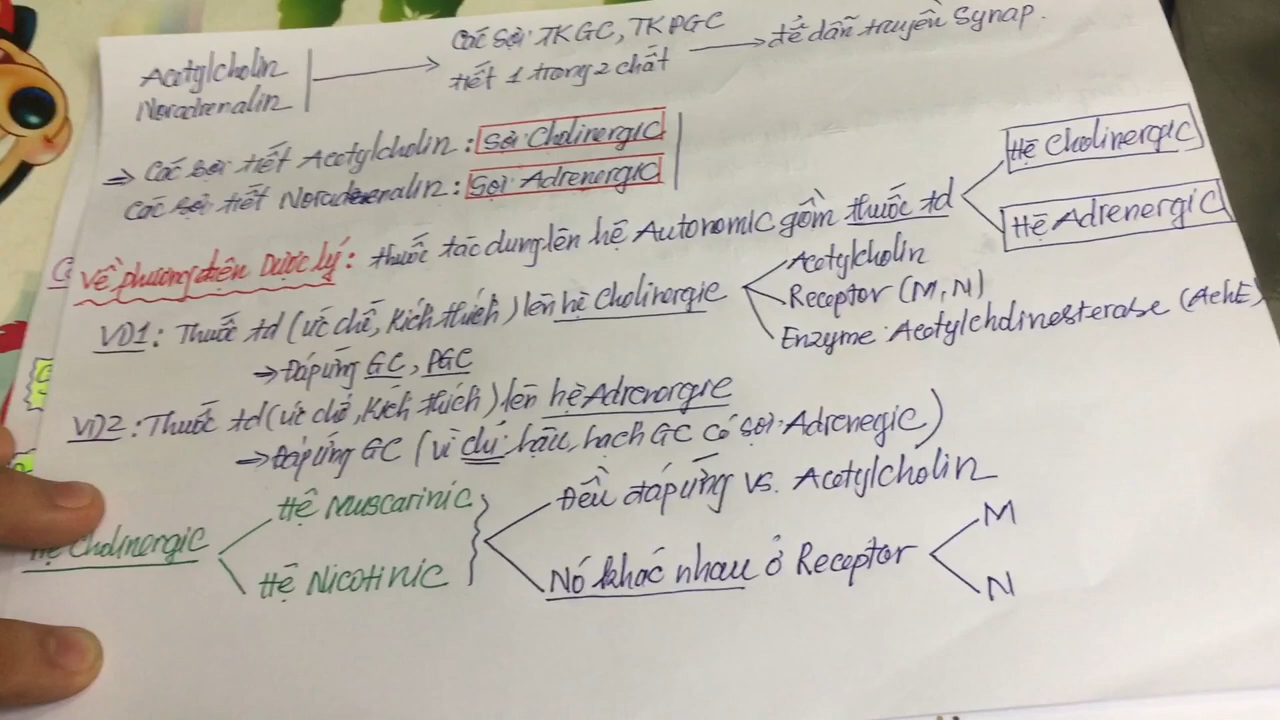 Acetylcholin
Noradrenalin
Các sợi TKGC, TKPGC
tiết 1 trong 2 chất
để dẫn truyền Synap.
=> Các sợi tiết Acetylcholin : Sợi Cholinergic
Các sợi tiết Noradrenalin : Sợi Adrenergic
Về phương diện Dược lý : thuốc tác dụng lên hệ Autonomic gồm thuốc td
Hệ Cholinergic
Hệ Adrenergic
VD1 : Thuốc td (ức chế, kích thích) lên hệ Cholinergic
Acetylcholin
Receptor (M, N)
Enzyme : Acetylcholinesterase (AchE)
→ Đáp ứng GC, PGC
VD2 : Thuốc td (ức chế, kích thích) lên hệ Adrenergic
→ Đáp ứng GC (vì chỉ hậu hạch GC có sợi Adrenegic)
Hệ Cholinergic
Hệ Muscarinic
Hệ Nicotinic
Đều đáp ứng vs. Acetylcholin
Nó khác nhau ở Receptor
M
N